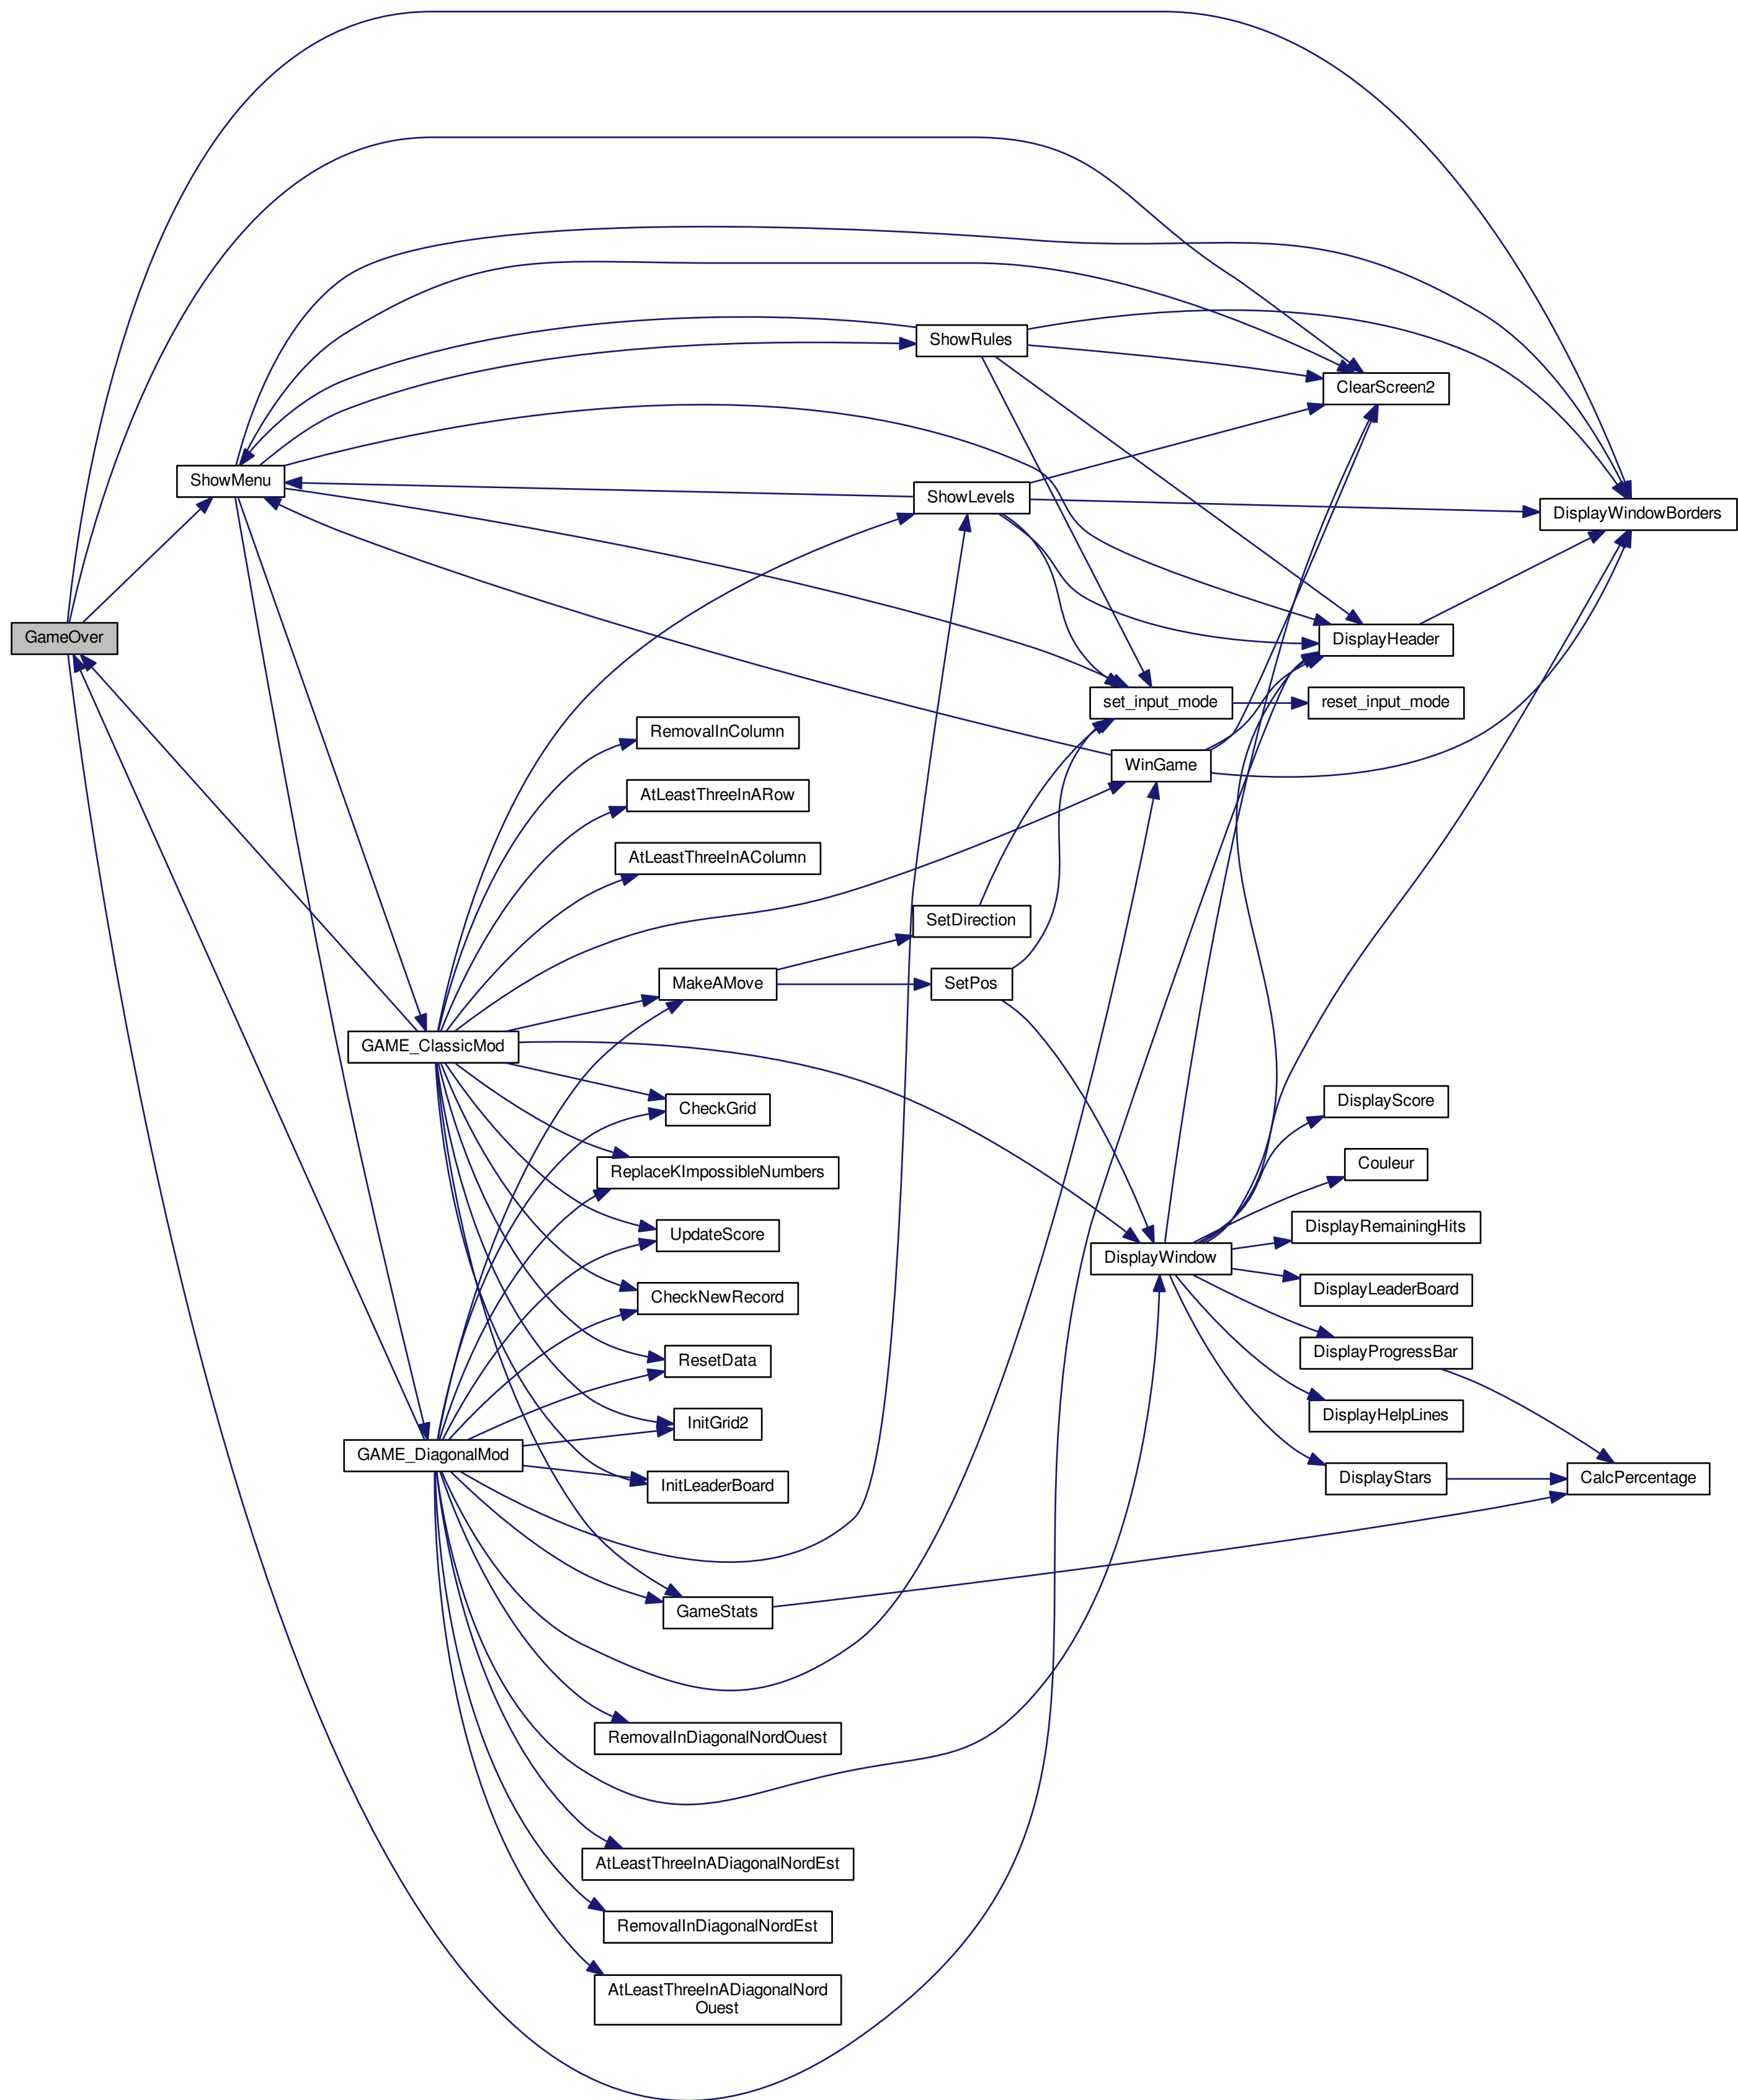 ShowRules
ClearScreen2
ShowMenu
ShowLevels
DisplayWindowBorders
GameOver
DisplayHeader
set_input_mode
reset_input_mode
RemovalInColumn
WinGame
AtLeastThreeInARow
AtLeastThreeInAColumn
SetDirection
MakeAMove
SetPos
GAME_ClassicMod
DisplayScore
CheckGrid
Couleur
ReplaceKImpossibleNumbers
DisplayRemainingHits
UpdateScore
DisplayWindow
DisplayLeaderBoard
CheckNewRecord
DisplayProgressBar
ResetData
DisplayHelpLines
InitGrid2
GAME_DiagonalMod
DisplayStars
CalcPercentage
InitLeaderBoard
GameStats
RemovalInDiagonalNordOuest
AtLeastThreeInADiagonalNordEst
RemovalInDiagonalNordEst
AtLeastThreeInADiagonalNord
Ouest